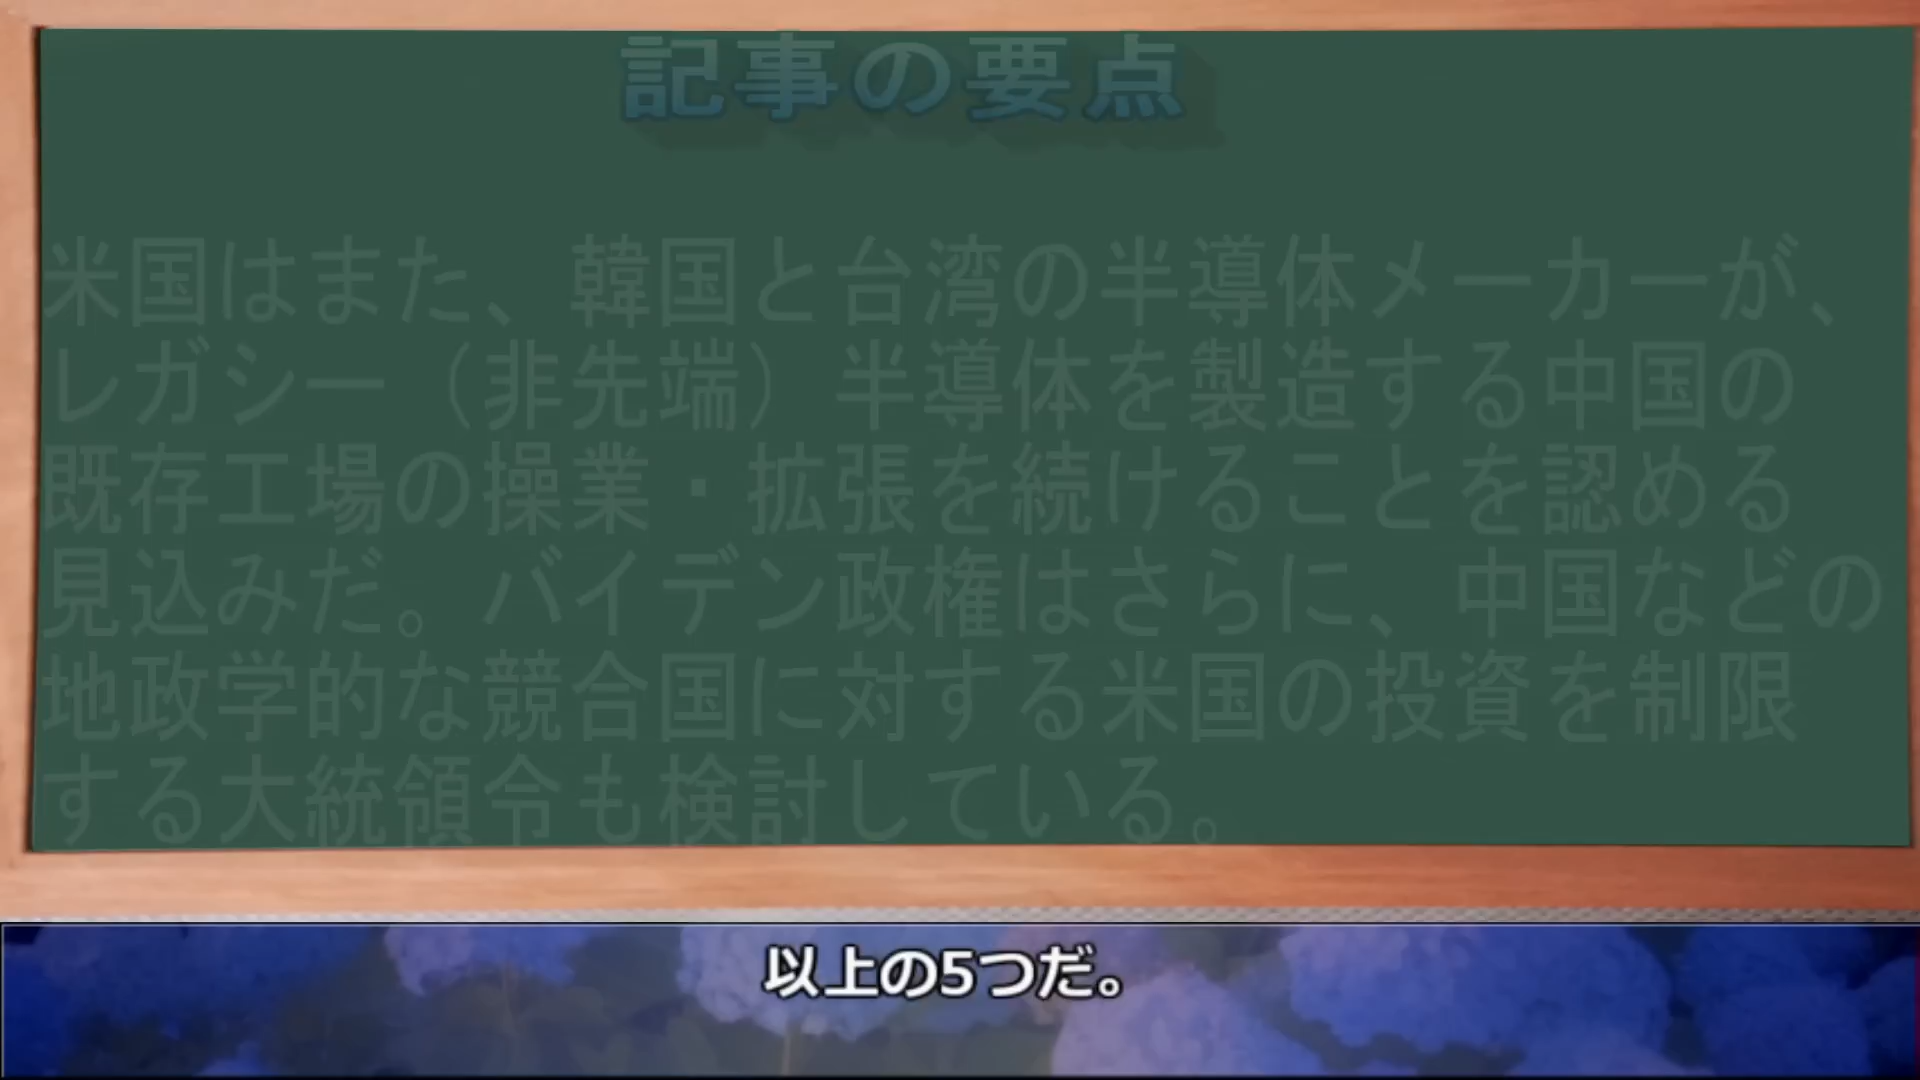 記事の要点
米国はまた、韓国と台湾の半導体メーカーが、
レガシー（非先端）半導体を製造する中国の
既存工場の操業・拡張を続けることを認める
見込みだ。バイデン政権はさらに、中国などの
地政学的な競合国に対する米国の投資を制限
する大統領令も検討している。
以上の5つだ。